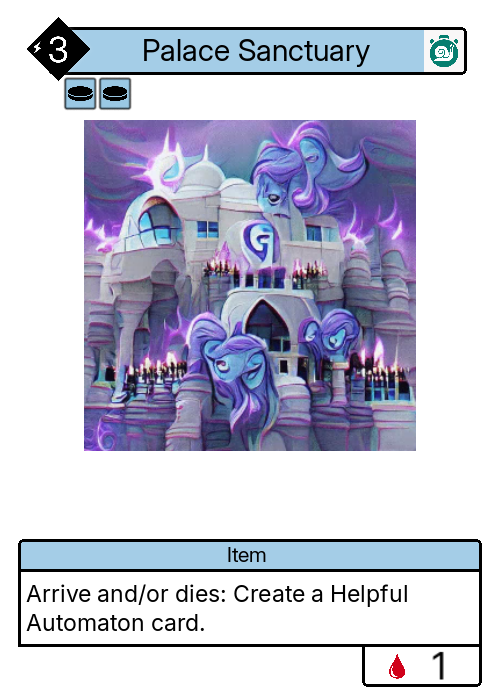 3
Palace Sanctuary
G
Item
Arrive and/or dies: Create a Helpful
Automaton card.
1